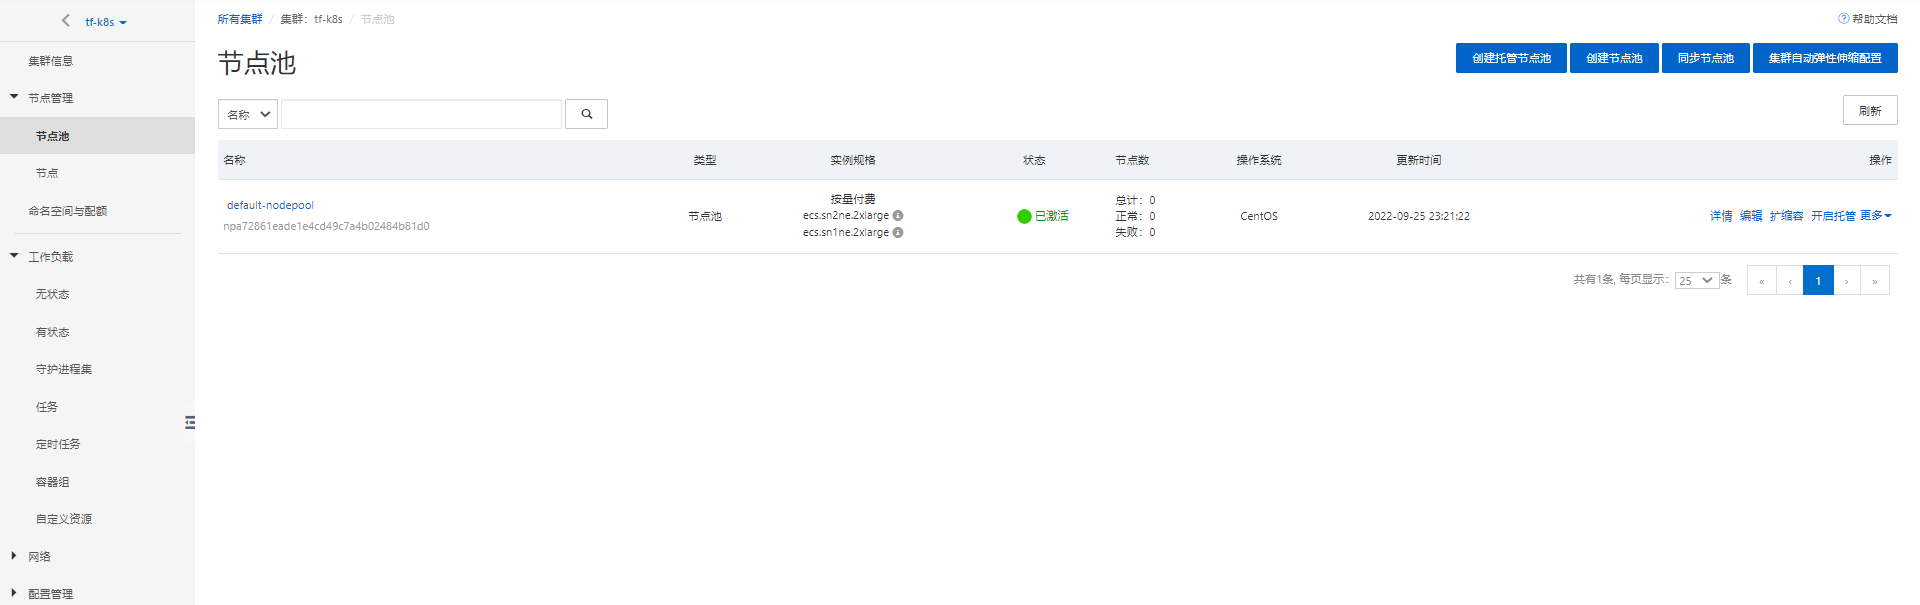 tf-k8s
集群信息
节点管理
节点池
节点
命名空间与配额
工作负载
无状态
有状态
守护进程集
任务
定时任务
容器组
自定义资源
网络
配置管理
所有集群 / 集群：tf-k8s / 节点池
帮助文档
节点池
创建托管节点池 创建节点池 同步节点池 集群自动弹性伸缩配置
名称
刷新
名称 类型 实例规格 状态 节点数 操作系统 更新时间 操作
default-nodepool
npa72861eade1e4cd49c7a4b02484b81d0
节点池
按量付费
ecs.sn2ne.2xlarge
ecs.sn1ne.2xlarge
已激活
总计：0
正常：0
失败：0
CentOS
2022-09-25 23:21:22
详情 编辑 扩缩容 开启托管 更多
共有1条, 每页显示： 25 条 « ‹ 1 › »